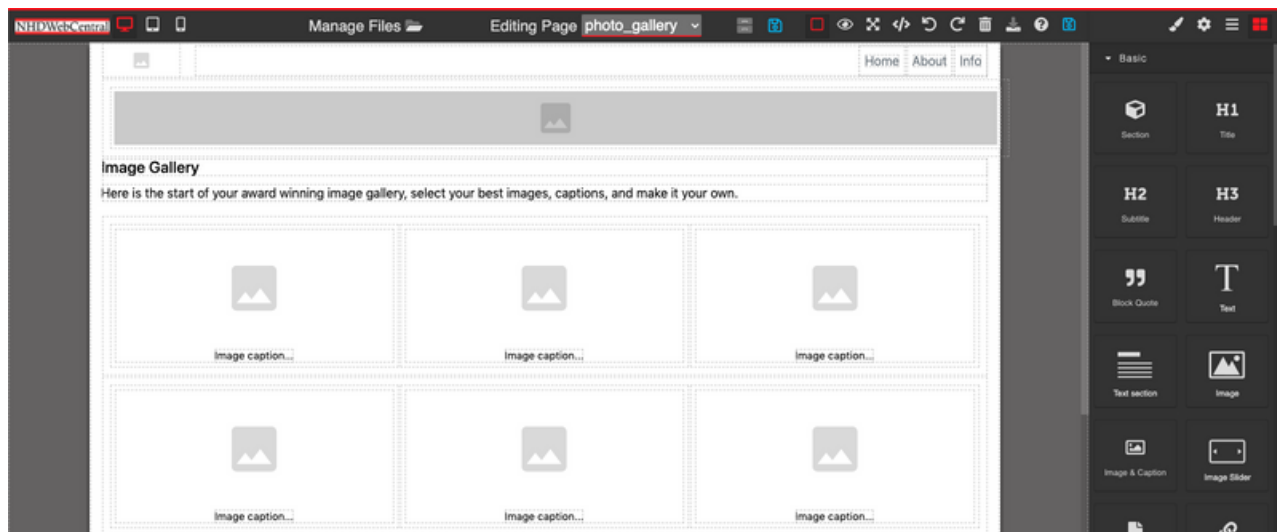 NHDWebCentral Manage Files Editing Page photo_gallery
Home About Info
Image Gallery
Here is the start of your award winning image gallery, select your best images, captions, and make it your own.
Image caption... Image caption... Image caption...
Image caption... Image caption... Image caption...
Basic
H1
Section Title
H2 H3
Subtitle Header
Block Quote Text
Text section Image
Image & Caption Image Slider